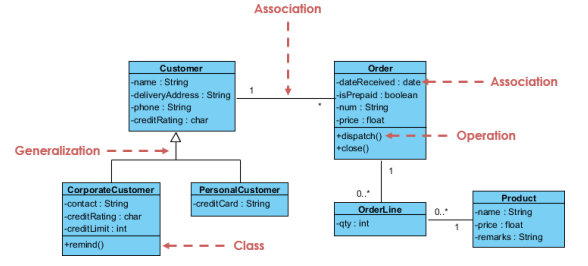 Association
Customer
-name : String
-deliveryAddress : String
-phone : String
-creditRating : char
1
*
Order
-dateReceived : date
-isPrepaid : boolean
-num : String
-price : float
+dispatch()
+close()
Association
Operation
Generalization
1
0..*
CorporateCustomer
-contact : String
-creditRating : char
-creditLimit : int
+remind()
Class
PersonalCustomer
-creditCard : String
OrderLine
-qty : int
0..*
1
Product
-name : String
-price : float
-remarks : String